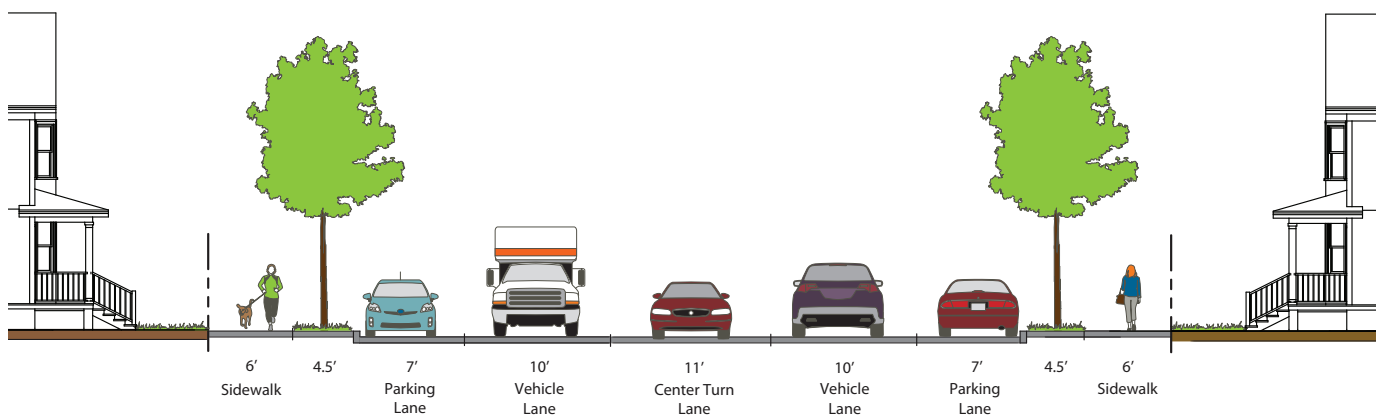 6’ 4.5’ 7’ 10’ 11’ 10’ 7’ 4.5’ 6’
Sidewalk Parking Vehicle Center Turn Vehicle Parking Sidewalk
Lane Lane Lane Lane Lane